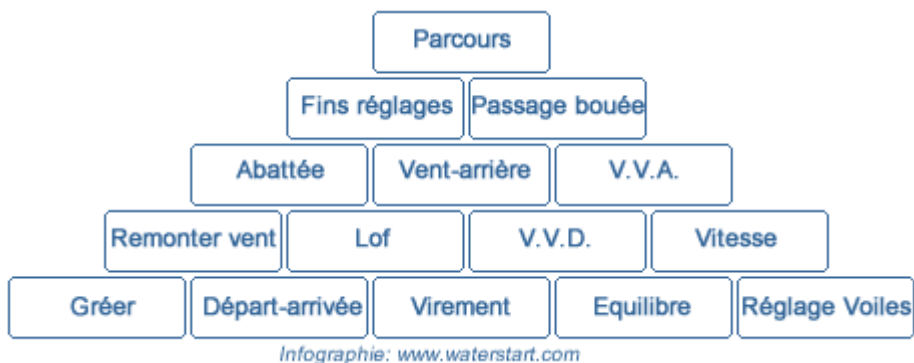 Parcours
Fins réglages Passage bouée
Abattée Vent-arrière V.V.A.
Remonter vent Lof V.V.D. Vitesse
Gréer Départ-arrivée Virement Equilibre Réglage Voiles
Infographie: www.waterstart.com